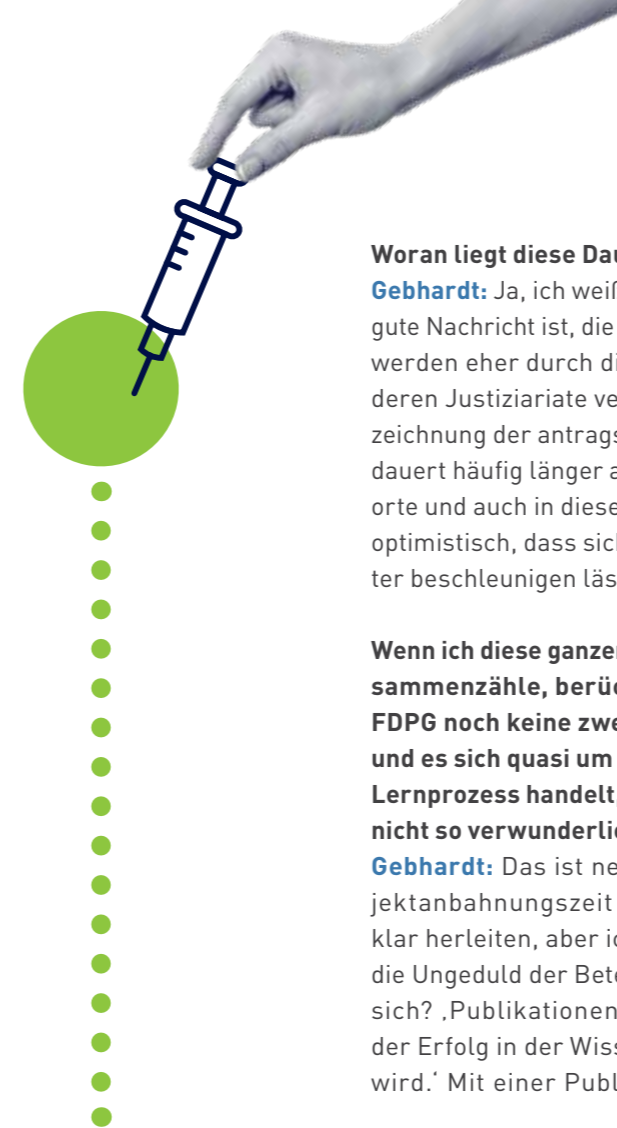 Woran liegt diese Dau
Gebhardt: Ja, ich weiß
gute Nachricht ist, die
werden eher durch di
deren Justiziariate ve
zeichnung der antrags
dauert häufig länger a
orte und auch in diese
optimistisch, dass sich
ter beschleunigen läs
Wenn ich diese ganzen
sammenzähle, berüc
FDPG noch keine zwe
und es sich quasi um
Lernprozess handelt,
nicht so verwunderlic
Gebhardt: Das ist ne
jektanbahnungszeit
klar herleiten, aber ic
die Ungeduld der Bete
sich? ‚Publikationen
der Erfolg in der Wiss
wird.‘ Mit einer Publ